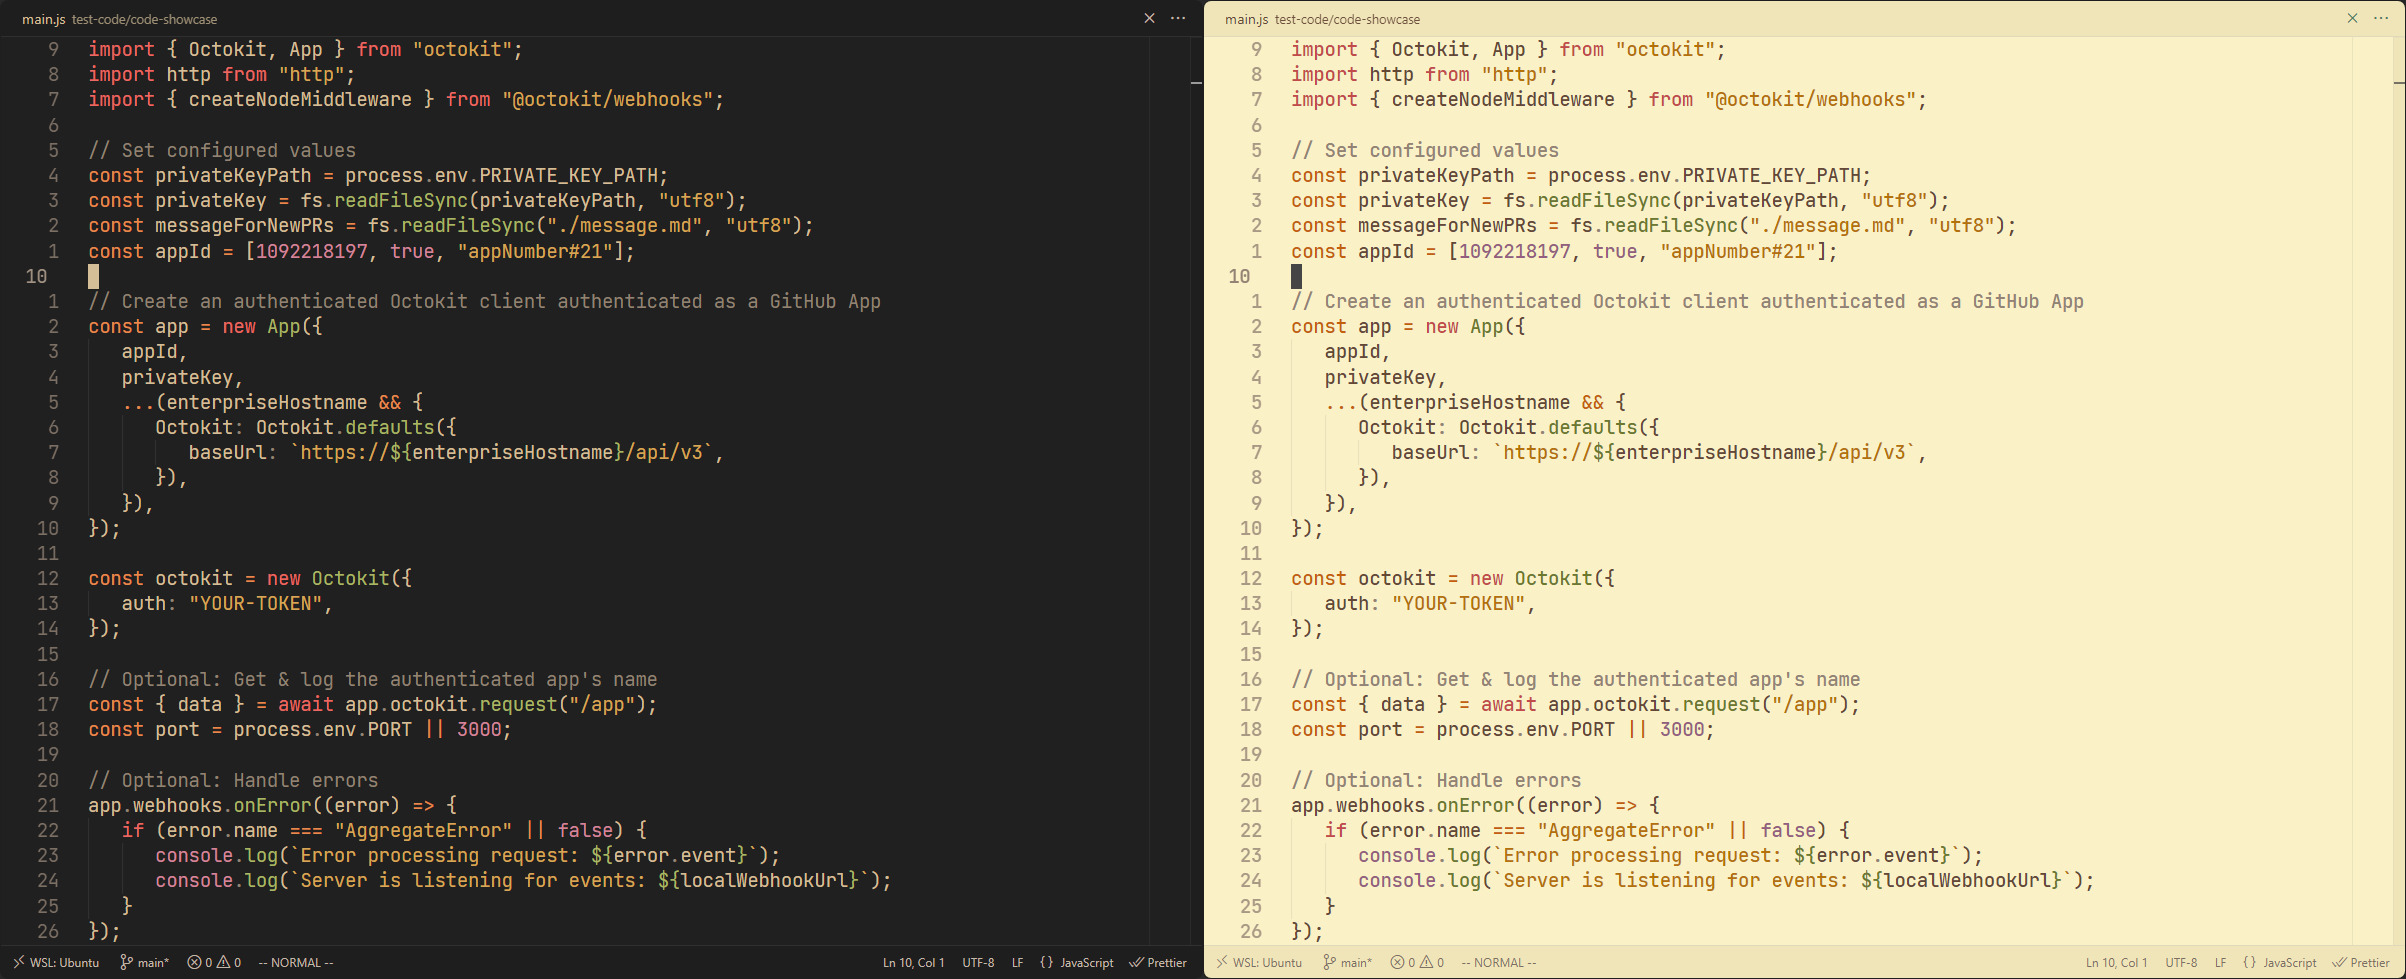 main.js test-code/code-showcase
9 import { Octokit, App } from "octokit";
8 import http from "http";
7 import { createNodeMiddleware } from "@octokit/webhooks";
6
5 // Set configured values
4 const privateKeyPath = process.env.PRIVATE_KEY_PATH;
3 const privateKey = fs.readFileSync(privateKeyPath, "utf8");
2 const messageForNewPRs = fs.readFileSync("./message.md", "utf8");
1 const appId = [1092218197, true, "appNumber#21"];
10
1 // Create an authenticated Octokit client authenticated as a GitHub App
2 const app = new App({
3 appId,
4 privateKey,
5 ...(enterpriseHostname && {
6 Octokit: Octokit.defaults({
7 baseUrl: `https://${enterpriseHostname}/api/v3`,
8 }),
9 }),
10 });
11
12 const octokit = new Octokit({
13 auth: "YOUR-TOKEN",
14 });
15
16 // Optional: Get & log the authenticated app's name
17 const { data } = await app.octokit.request("/app");
18 const port = process.env.PORT || 3000;
19
20 // Optional: Handle errors
21 app.webhooks.onError((error) => {
22 if (error.name === "AggregateError" || false) {
23 console.log(`Error processing request: ${error.event}`);
24 console.log(`Server is listening for events: ${localWebhookUrl}`);
25 }
26 });
WSL: Ubuntu main* 0 0 -- NORMAL -- Ln 10, Col 1 UTF-8 LF {} JavaScript Prettier
main.js test-code/code-showcase
9 import { Octokit, App } from "octokit";
8 import http from "http";
7 import { createNodeMiddleware } from "@octokit/webhooks";
6
5 // Set configured values
4 const privateKeyPath = process.env.PRIVATE_KEY_PATH;
3 const privateKey = fs.readFileSync(privateKeyPath, "utf8");
2 const messageForNewPRs = fs.readFileSync("./message.md", "utf8");
1 const appId = [1092218197, true, "appNumber#21"];
10
1 // Create an authenticated Octokit client authenticated as a GitHub App
2 const app = new App({
3 appId,
4 privateKey,
5 ...(enterpriseHostname && {
6 Octokit: Octokit.defaults({
7 baseUrl: `https://${enterpriseHostname}/api/v3`,
8 }),
9 }),
10 });
11
12 const octokit = new Octokit({
13 auth: "YOUR-TOKEN",
14 });
15
16 // Optional: Get & log the authenticated app's name
17 const { data } = await app.octokit.request("/app");
18 const port = process.env.PORT || 3000;
19
20 // Optional: Handle errors
21 app.webhooks.onError((error) => {
22 if (error.name === "AggregateError" || false) {
23 console.log(`Error processing request: ${error.event}`);
24 console.log(`Server is listening for events: ${localWebhookUrl}`);
25 }
26 });
WSL: Ubuntu main* 0 0 -- NORMAL -- Ln 10, Col 1 UTF-8 LF {} JavaScript Prettier